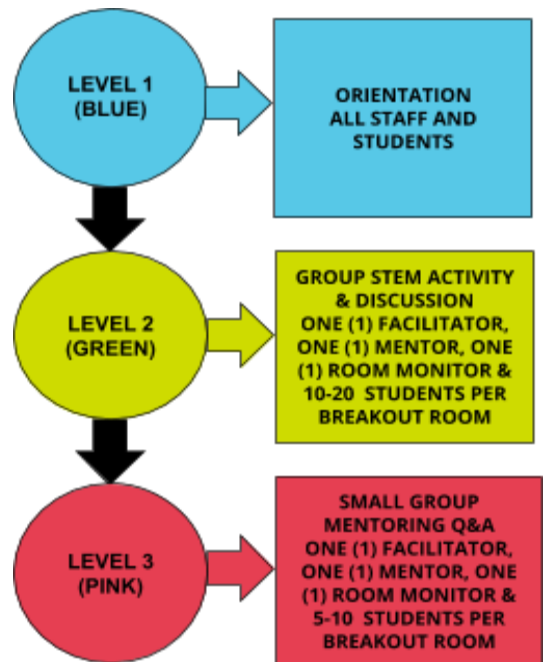 LEVEL 1
(BLUE)
ORIENTATION
ALL STAFF AND
STUDENTS
LEVEL 2
(GREEN)
GROUP STEM ACTIVITY
& DISCUSSION
ONE (1) FACILITATOR,
ONE (1) MENTOR, ONE
(1) ROOM MONITOR &
10-20 STUDENTS PER
BREAKOUT ROOM
LEVEL 3
(PINK)
SMALL GROUP
MENTORING Q&A
ONE (1) FACILITATOR,
ONE (1) MENTOR, ONE
(1) ROOM MONITOR &
5-10 STUDENTS PER
BREAKOUT ROOM